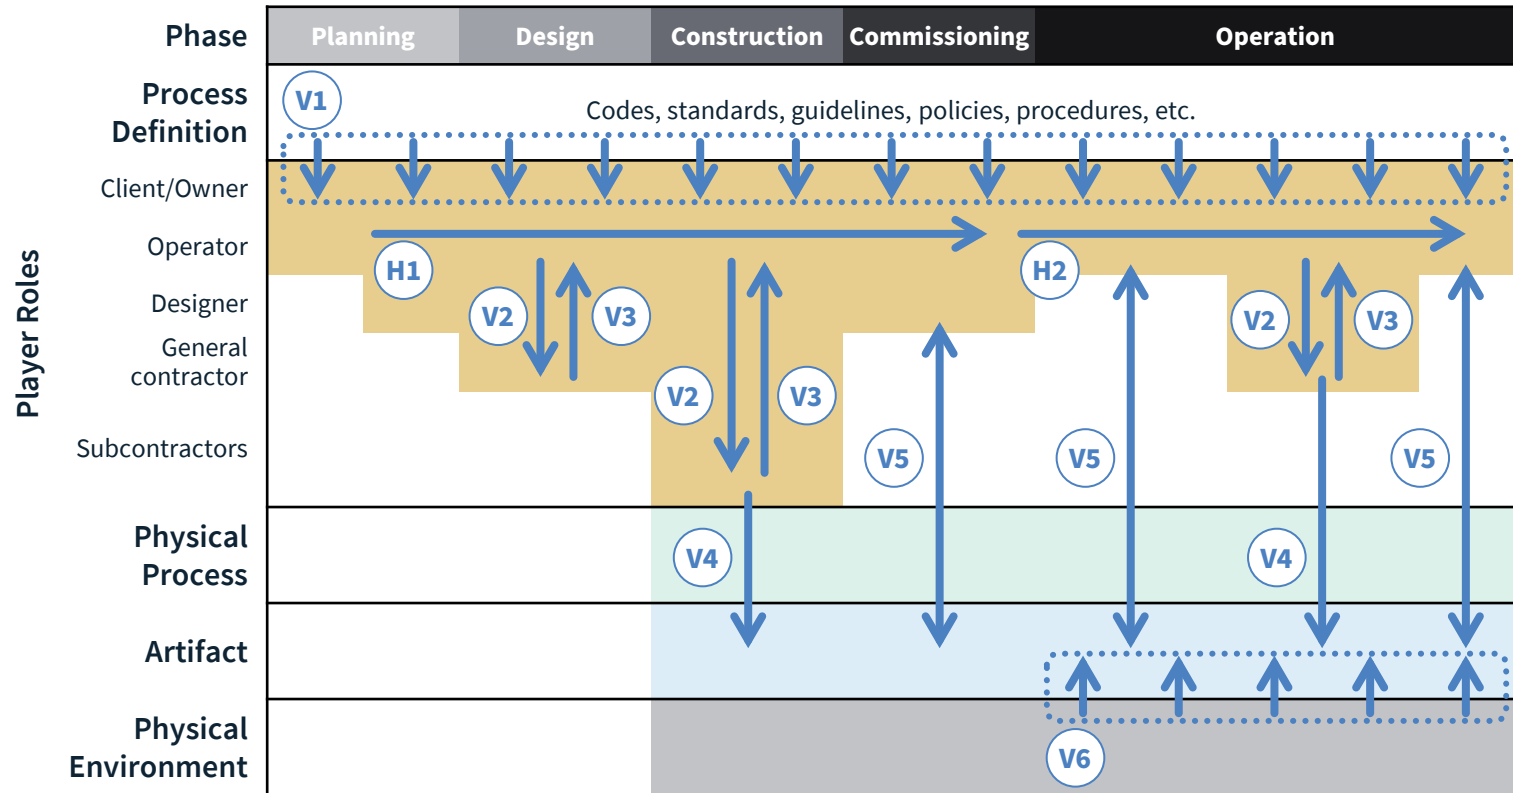 Phase
Planning
Design
Construction
Commissioning
Operation
Process
Definition
V1
Codes, standards, guidelines, policies, procedures, etc.
Player Roles
Client/Owner
Operator
H1
H2
Designer
V2
V3
V2
V3
General
contractor
V2
V3
Subcontractors
V5
V5
V5
Physical
Process
V4
V4
Artifact
Physical
Environment
V6